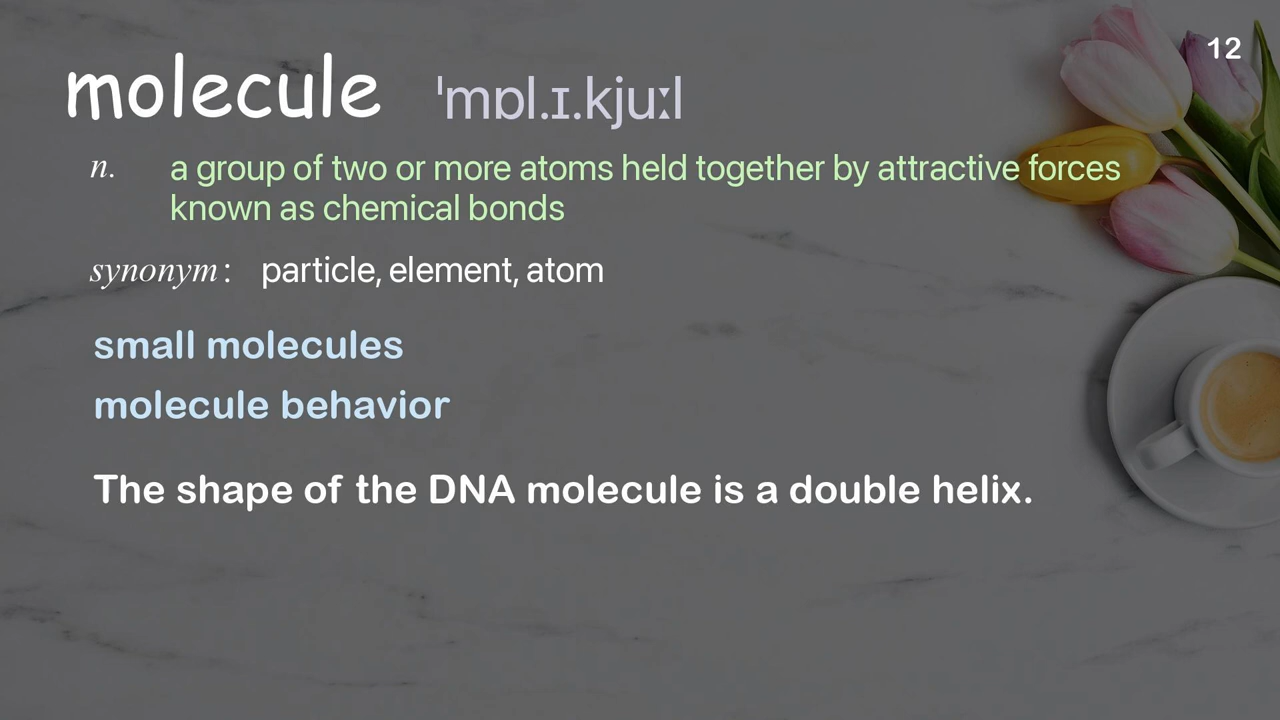 12
molecule ˈmɒl.ɪ.kjuːl
n. a group of two or more atoms held together by attractive forces
known as chemical bonds
synonym: particle, element, atom
small molecules
molecule behavior
The shape of the DNA molecule is a double helix.